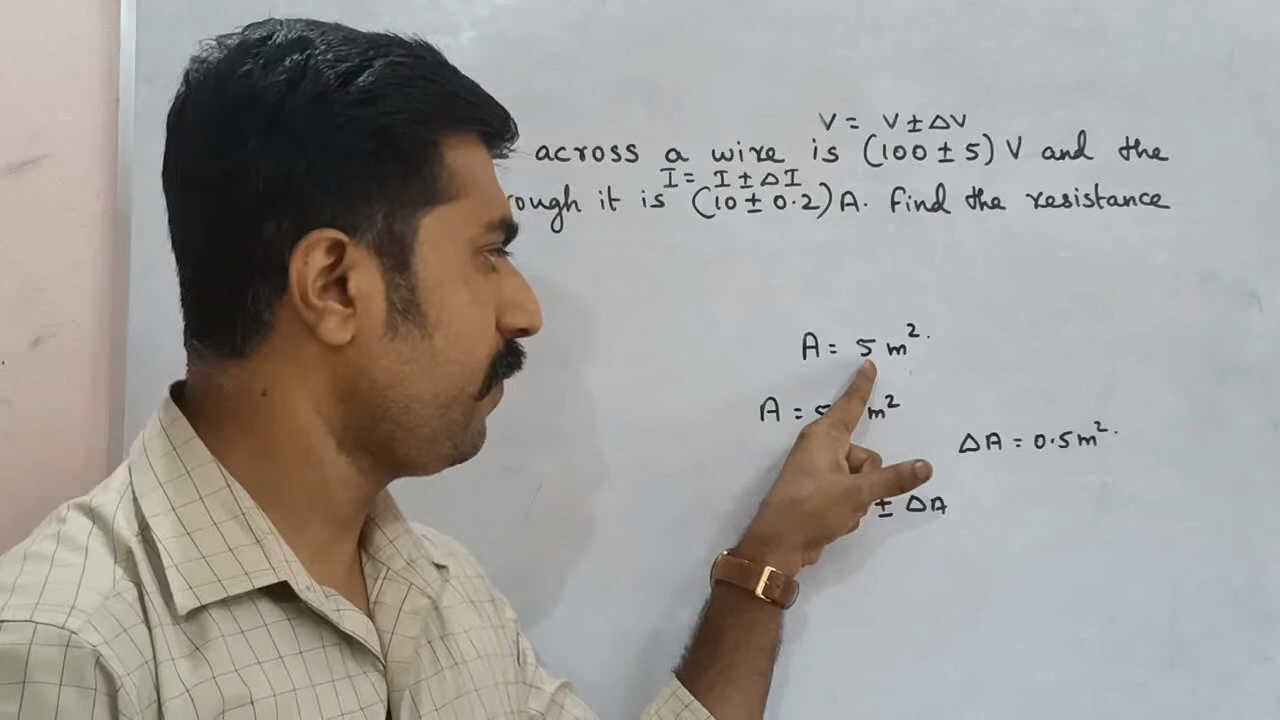 V = V ± ΔV
across a wire is (100 ± 5) V and the
I = I ± ΔI
rough it is (10 ± 0.2) A. Find the resistance
A = 5 m².
A = 5 m²
ΔA = 0.5 m².
± ΔA